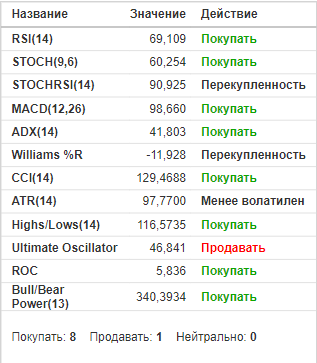 Название Значение Действие
RSI(14) 69,109 Покупать
STOCH(9,6) 60,254 Покупать
STOCHRSI(14) 90,925 Перекупленность
MACD(12,26) 98,660 Покупать
ADX(14) 41,803 Покупать
Williams %R -11,928 Перекупленность
CCI(14) 129,4688 Покупать
ATR(14) 97,7700 Менее волатилен
Highs/Lows(14) 116,5735 Покупать
Ultimate Oscillator 46,841 Продавать
ROC 5,836 Покупать
Bull/Bear
Power(13) 340,3934 Покупать
Покупать: 8 Продавать: 1 Нейтрально: 0